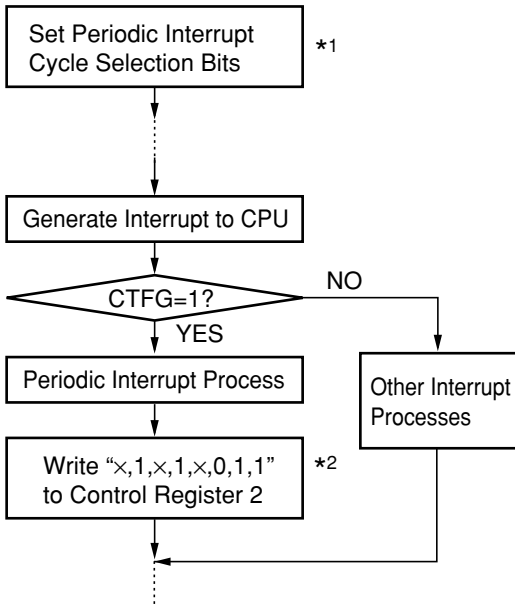 Set Periodic Interrupt
Cycle Selection Bits
*1
Generate Interrupt to CPU
CTFG=1?
NO
YES
Periodic Interrupt Process
Other Interrupt
Processes
Write “×,1,×,1,×,0,1,1”
to Control Register 2
*2